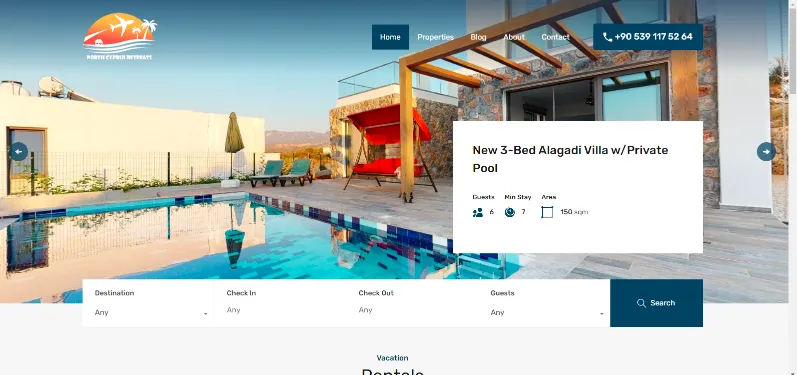 NORTH CYPRUS RETREATS
Home
Properties
Blog
About
Contact
+90 539 117 52 64
New 3-Bed Alagadi Villa w/Private
Pool
Guests
Min Stay
Area
6
7
150 sqm
Destination
Check In
Check Out
Guests
Any
Any
Any
Any
Search
Vacation
Rentals